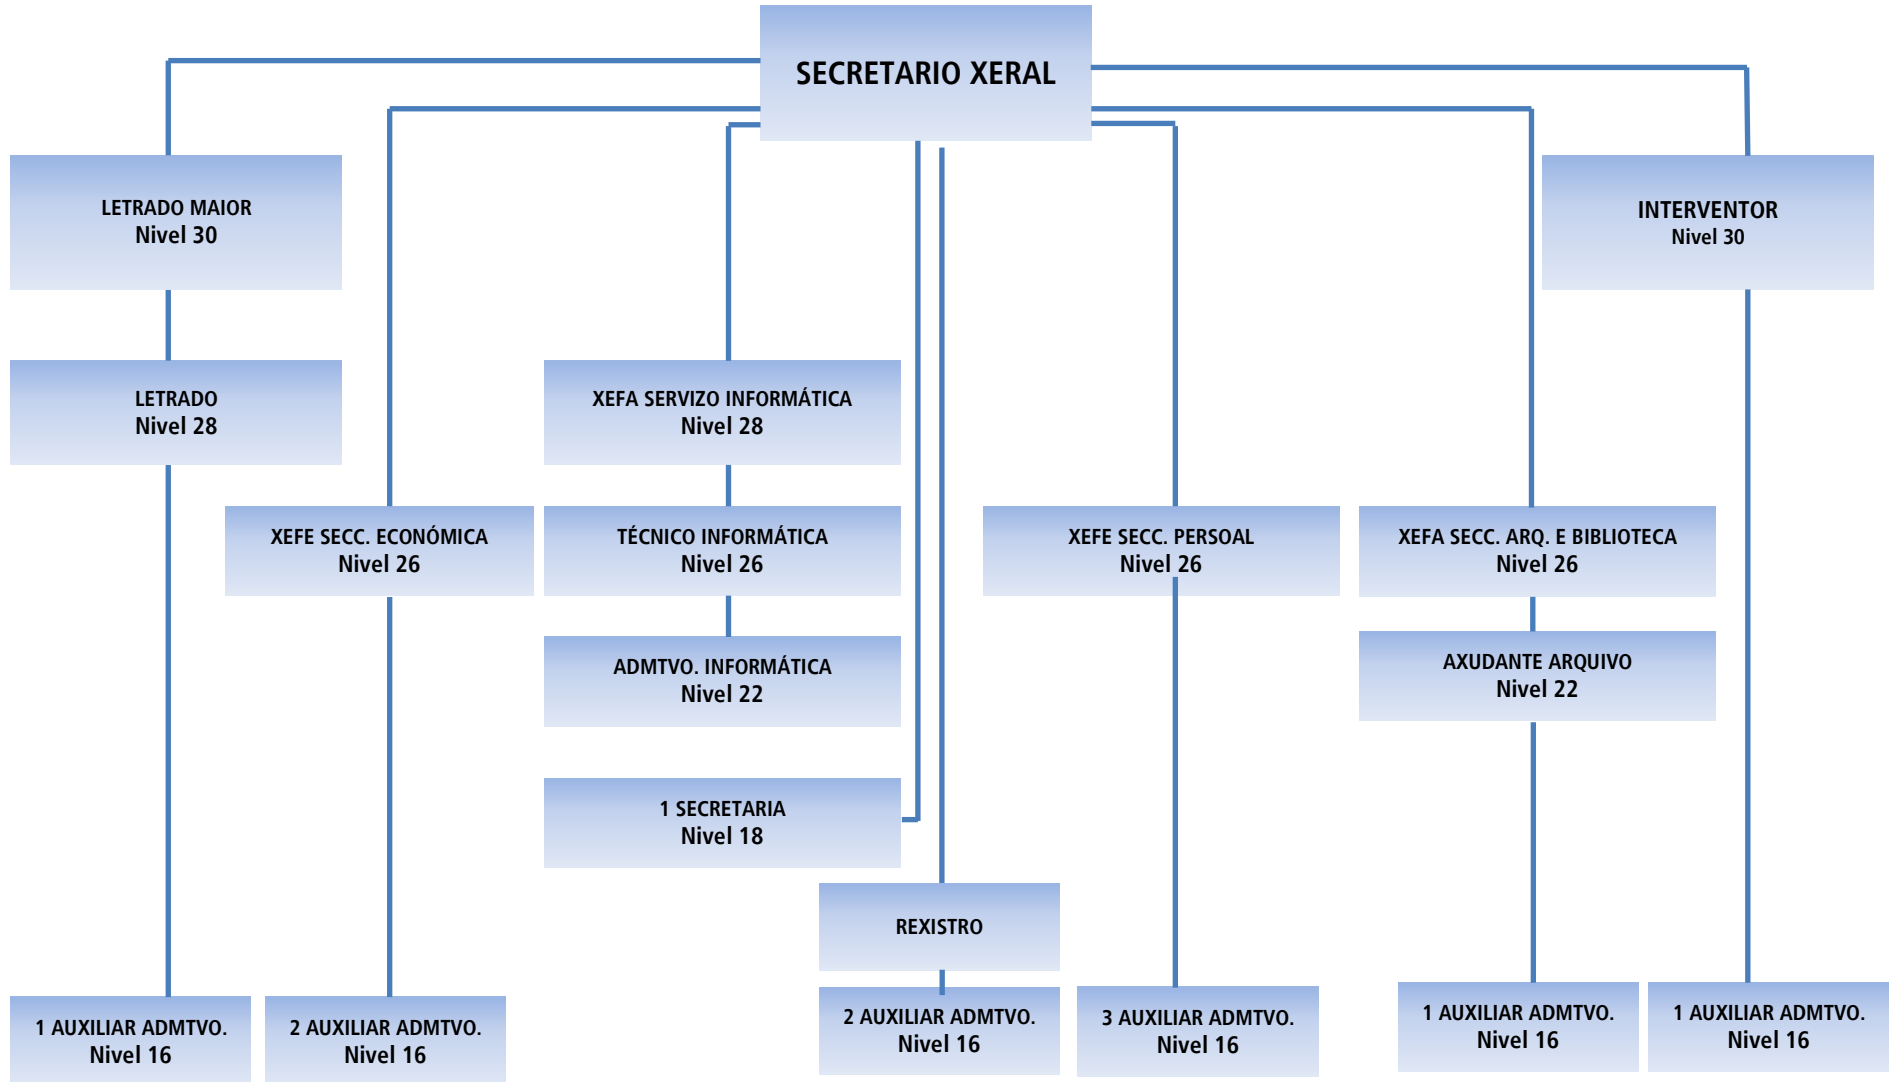 SECRETARIO XERAL
LETRADO MAIOR
Nivel 30
INTERVENTOR
Nivel 30
LETRADO
Nivel 28
XEFA SERVIZO INFORMÁTICA
Nivel 28
XEFE SECC. ECONÓMICA
Nivel 26
TÉCNICO INFORMÁTICA
Nivel 26
XEFE SECC. PERSOAL
Nivel 26
XEFA SECC. ARQ. E BIBLIOTECA
Nivel 26
ADMTVO. INFORMÁTICA
Nivel 22
AXUDANTE ARQUIVO
Nivel 22
1 SECRETARIA
Nivel 18
REXISTRO
1 AUXILIAR ADMTVO.
Nivel 16
2 AUXILIAR ADMTVO.
Nivel 16
2 AUXILIAR ADMTVO.
Nivel 16
3 AUXILIAR ADMTVO.
Nivel 16
1 AUXILIAR ADMTVO.
Nivel 16
1 AUXILIAR ADMTVO.
Nivel 16